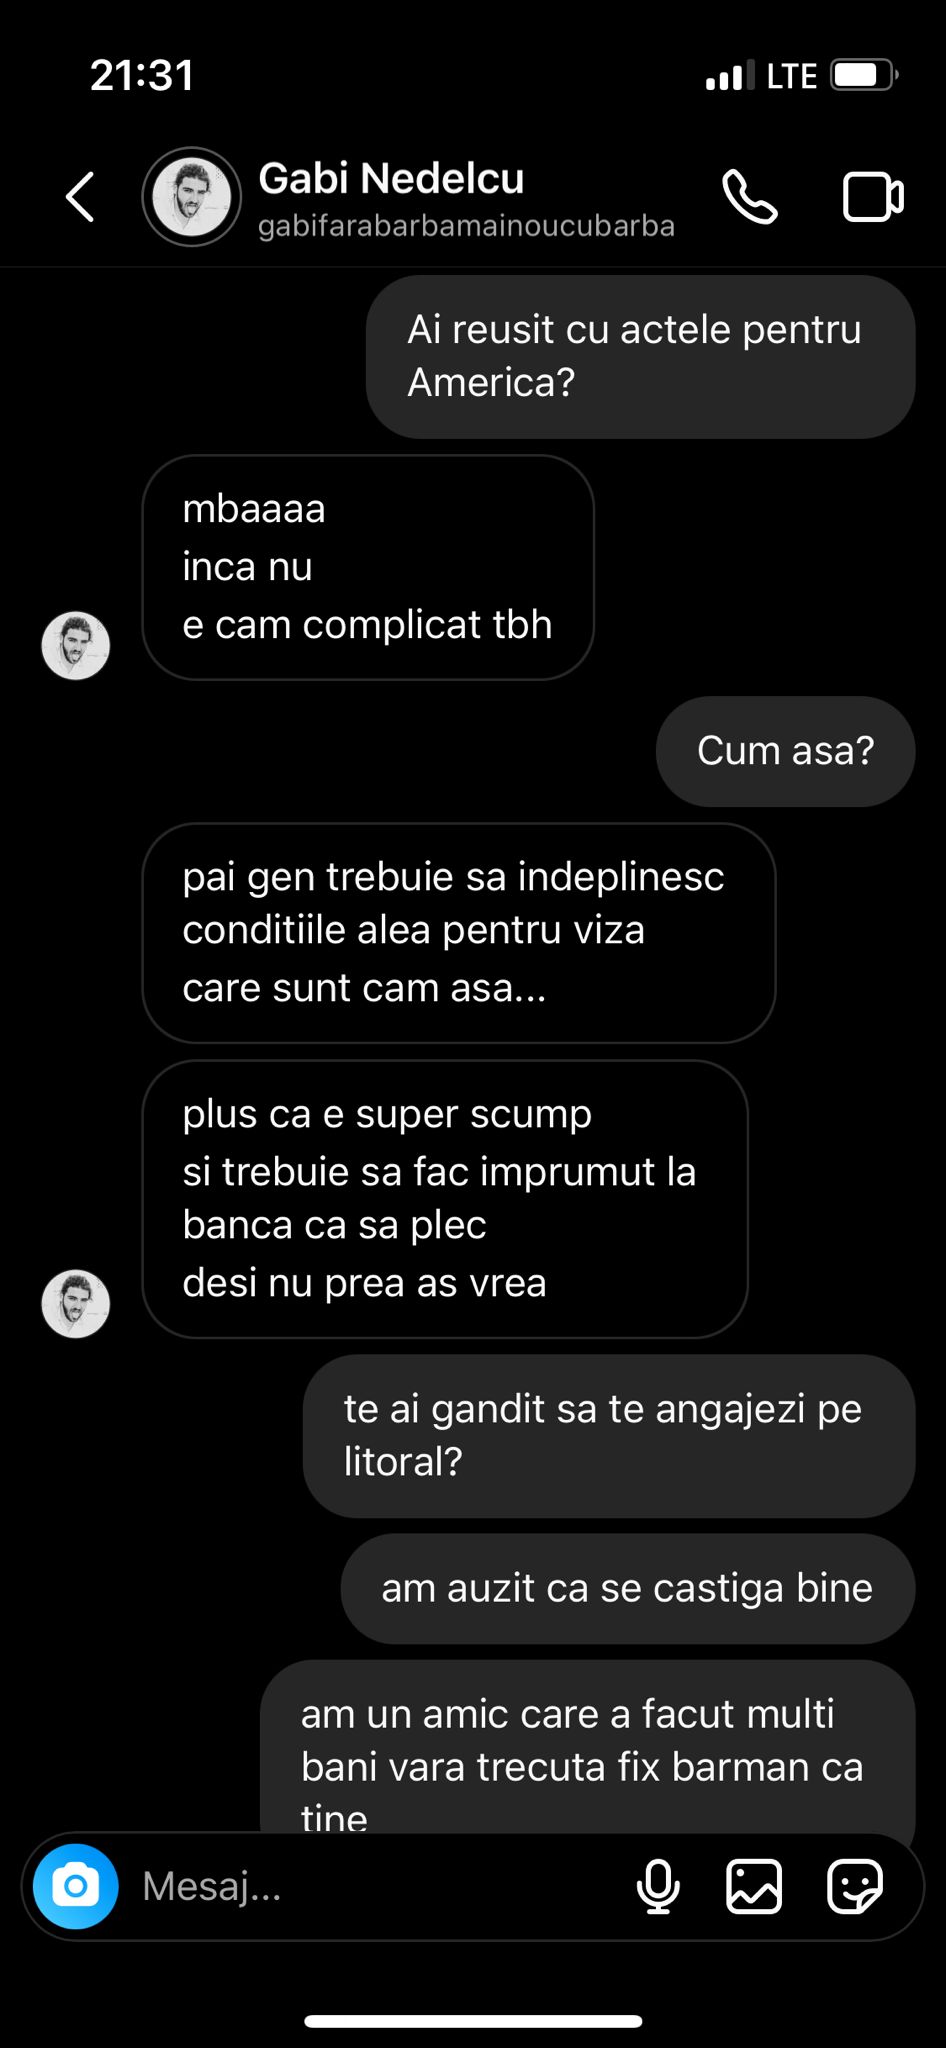 21:31
LTE
Gabi Nedelcu
gabifarabarbamainoucubarba
Ai reusit cu actele pentru
America?
mbaaaa
inca nu
e cam complicat tbh
Cum asa?
pai gen trebuie sa indeplinesc
conditiile alea pentru viza
care sunt cam asa...
plus ca e super scump
si trebuie sa fac imprumut la
banca ca sa plec
desi nu prea as vrea
te ai gandit sa te angajezi pe
litoral?
am auzit ca se castiga bine
am un amic care a facut multi
bani vara trecuta fix barman ca
tine
Mesaj...